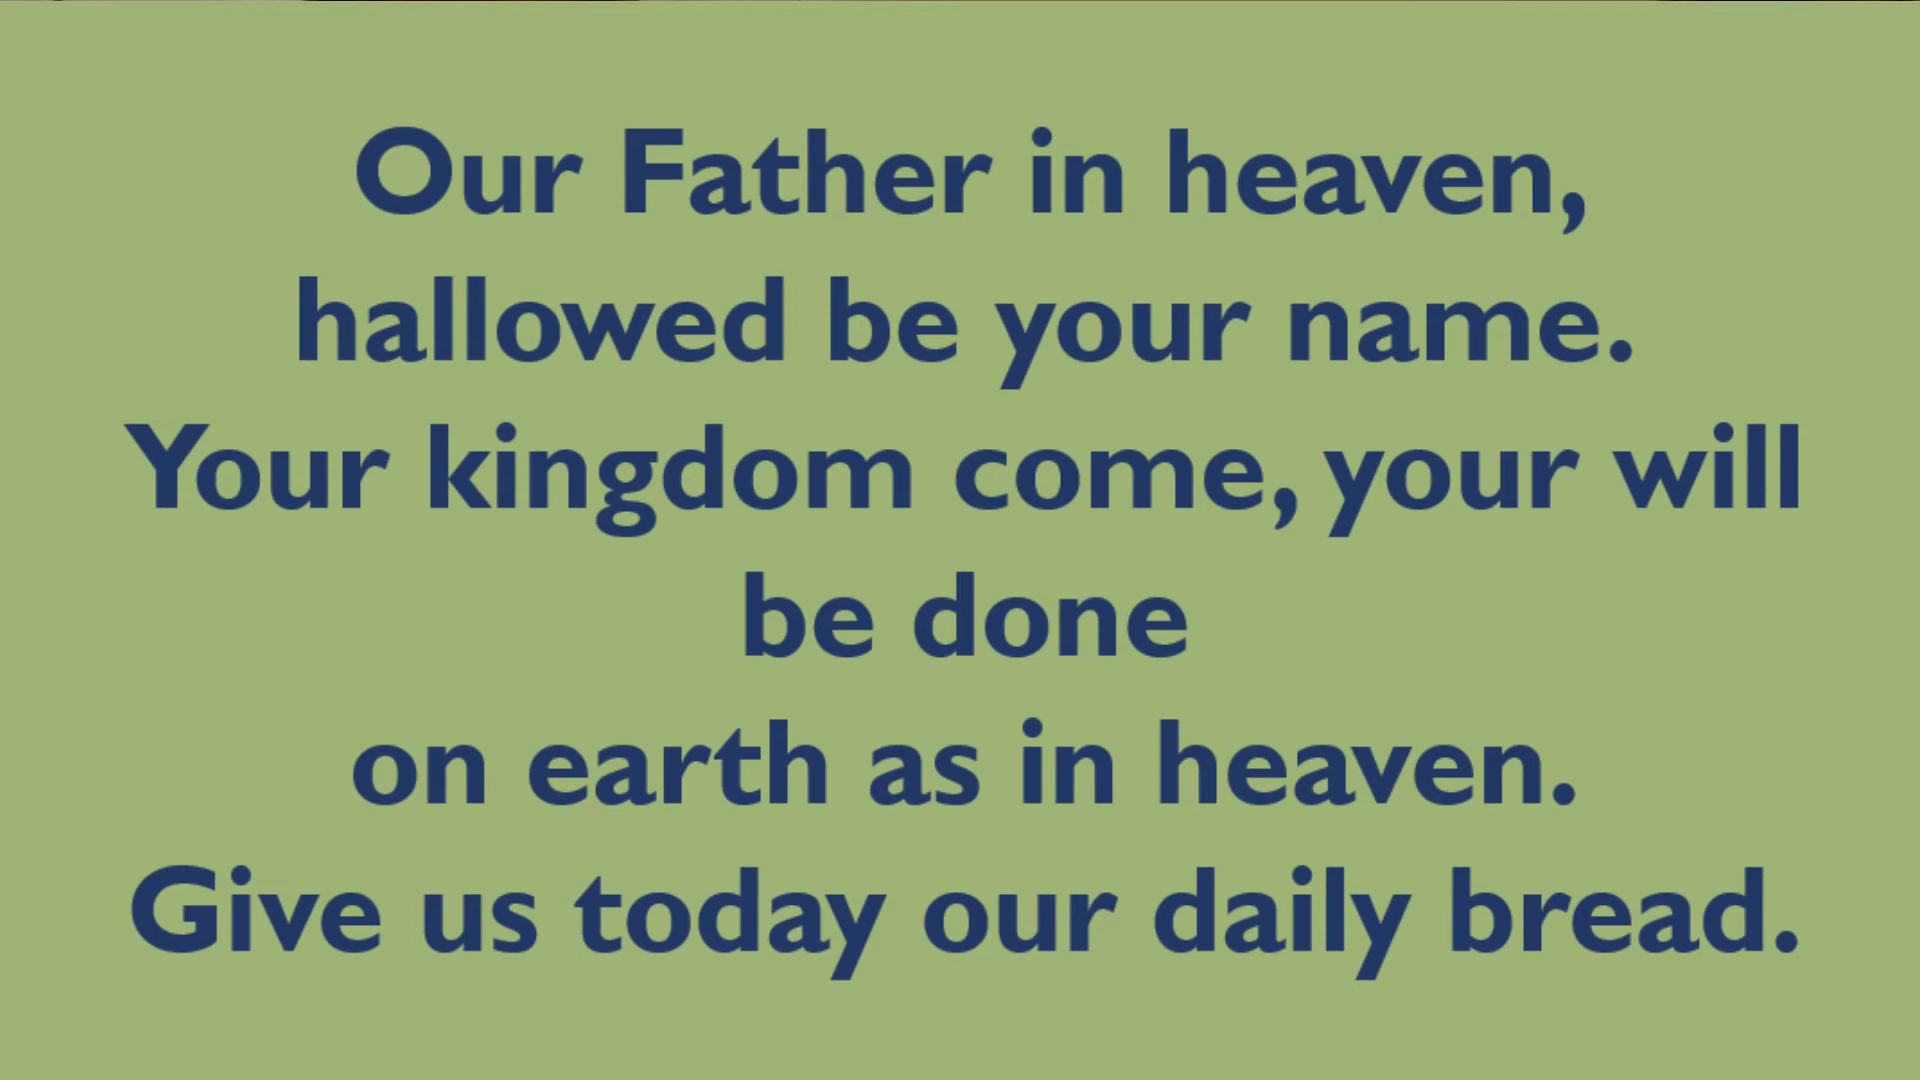 Our Father in heaven,
hallowed be your name.
Your kingdom come, your will
be done
on earth as in heaven.
Give us today our daily bread.